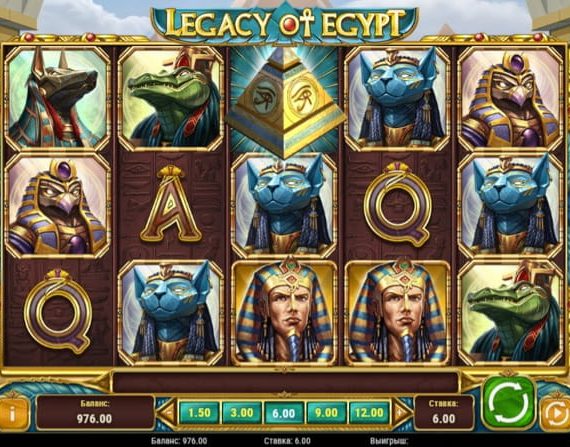 LEGACY OF EGYPT
A
Q
Q
i
Баланс:
976.00
1.50
3.00
6.00
9.00
12.00
Ставка:
6.00
Баланс: 976.00 Ставка: 6.00 Выигрыш: